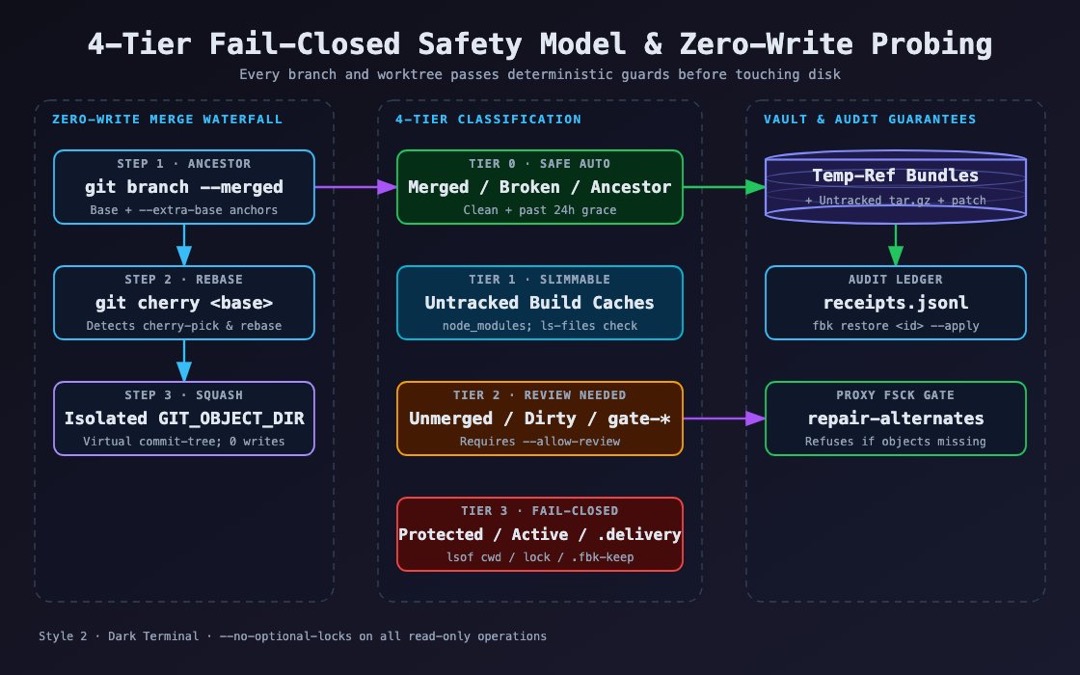 4-Tier Fail-Closed Safety Model & Zero-Write Probing
Every branch and worktree passes deterministic guards before touching disk
ZERO-WRITE MERGE WATERFALL
STEP 1 · ANCESTOR
git branch --merged
Base + --extra-base anchors
STEP 2 · REBASE
git cherry <base>
Detects cherry-pick & rebase
STEP 3 · SQUASH
Isolated GIT_OBJECT_DIR
Virtual commit-tree; 0 writes
4-TIER CLASSIFICATION
TIER 0 · SAFE AUTO
Merged / Broken / Ancestor
Clean + past 24h grace
TIER 1 · SLIMMABLE
Untracked Build Caches
node_modules; ls-files check
TIER 2 · REVIEW NEEDED
Unmerged / Dirty / gate-*
Requires --allow-review
TIER 3 · FAIL-CLOSED
Protected / Active / .delivery
lsof cwd / lock / .fbk-keep
VAULT & AUDIT GUARANTEES
Temp-Ref Bundles
+ Untracked tar.gz + patch
AUDIT LEDGER
receipts.jsonl
fbk restore <id> --apply
PROXY FSCK GATE
repair-alternates
Refuses if objects missing
Style 2 · Dark Terminal · --no-optional-locks on all read-only operations